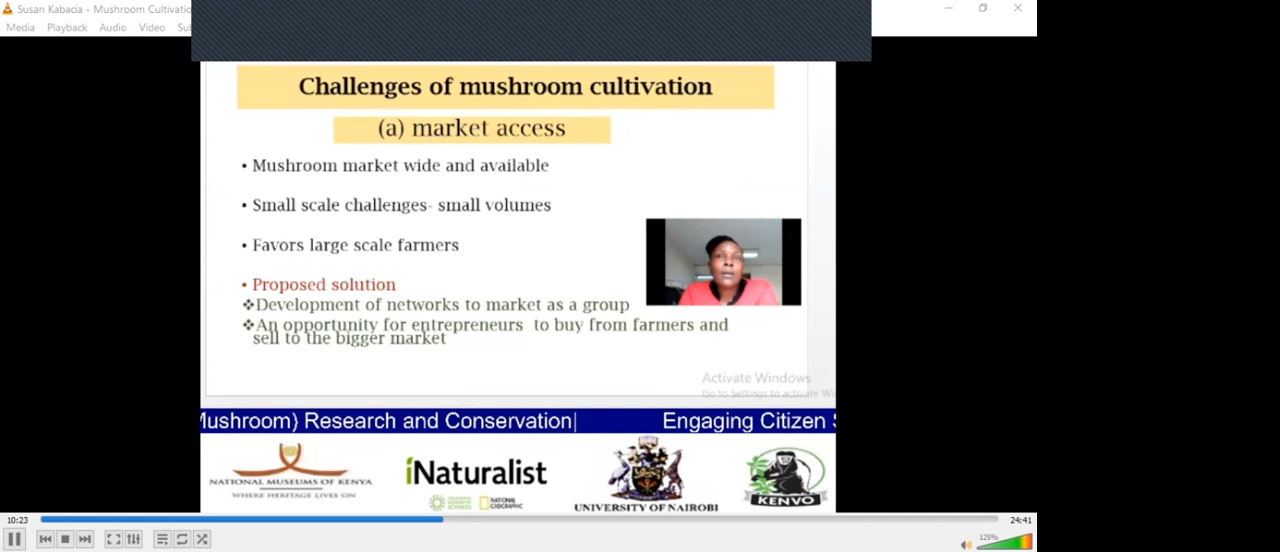 Susan Kabacia - Mushroom Cultivatio
Media Playback Audio Video Su
Challenges of mushroom cultivation
(a) market access
• Mushroom market wide and available
• Small scale challenges- small volumes
• Favors large scale farmers
• Proposed solution
❖Development of networks to market as a group
❖An opportunity for entrepreneurs to buy from farmers and
sell to the bigger market
Activate Windows
Go to Settings to activate Wi
Mushroom) Research and Conservation| Engaging Citizen S
NATIONAL MUSEUMS OF KENYA
WHERE HERITAGE LIVES ON
iNaturalist
NATIONAL
GEOGRAPHIC
UNIVERSITY OF NAIROBI
KENVO
10:23
24:41
125%